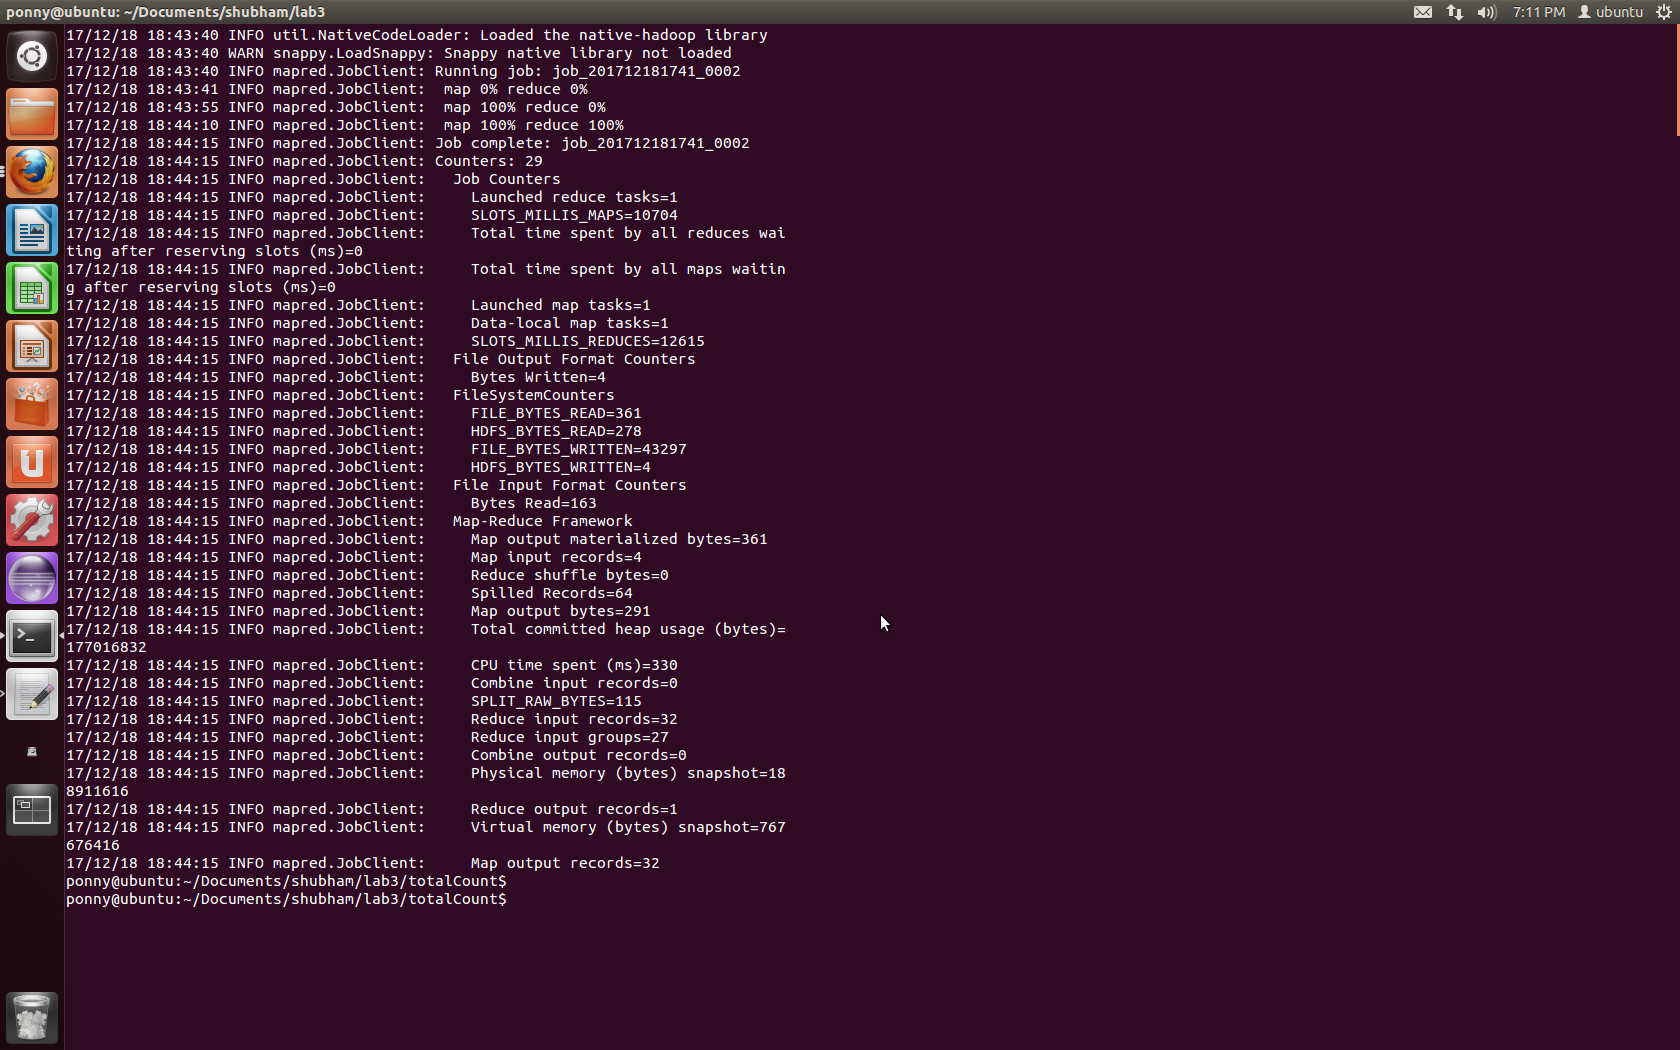 ponny@ubuntu: ~/Documents/shubham/lab3
7:11 PM
ubuntu
17/12/18 18:43:40 INFO util.NativeCodeLoader: Loaded the native-hadoop library
17/12/18 18:43:40 WARN snappy.LoadSnappy: Snappy native library not loaded
17/12/18 18:43:40 INFO mapred.JobClient: Running job: job_201712181741_0002
17/12/18 18:43:41 INFO mapred.JobClient:  map 0% reduce 0%
17/12/18 18:43:55 INFO mapred.JobClient:  map 100% reduce 0%
17/12/18 18:44:10 INFO mapred.JobClient:  map 100% reduce 100%
17/12/18 18:44:15 INFO mapred.JobClient: Job complete: job_201712181741_0002
17/12/18 18:44:15 INFO mapred.JobClient: Counters: 29
17/12/18 18:44:15 INFO mapred.JobClient:   Job Counters
17/12/18 18:44:15 INFO mapred.JobClient:     Launched reduce tasks=1
17/12/18 18:44:15 INFO mapred.JobClient:     SLOTS_MILLIS_MAPS=10704
17/12/18 18:44:15 INFO mapred.JobClient:     Total time spent by all reduces wai
ting after reserving slots (ms)=0
17/12/18 18:44:15 INFO mapred.JobClient:     Total time spent by all maps waitin
g after reserving slots (ms)=0
17/12/18 18:44:15 INFO mapred.JobClient:     Launched map tasks=1
17/12/18 18:44:15 INFO mapred.JobClient:     Data-local map tasks=1
17/12/18 18:44:15 INFO mapred.JobClient:     SLOTS_MILLIS_REDUCES=12615
17/12/18 18:44:15 INFO mapred.JobClient:   File Output Format Counters
17/12/18 18:44:15 INFO mapred.JobClient:     Bytes Written=4
17/12/18 18:44:15 INFO mapred.JobClient:   FileSystemCounters
17/12/18 18:44:15 INFO mapred.JobClient:     FILE_BYTES_READ=361
17/12/18 18:44:15 INFO mapred.JobClient:     HDFS_BYTES_READ=278
17/12/18 18:44:15 INFO mapred.JobClient:     FILE_BYTES_WRITTEN=43297
17/12/18 18:44:15 INFO mapred.JobClient:     HDFS_BYTES_WRITTEN=4
17/12/18 18:44:15 INFO mapred.JobClient:   File Input Format Counters
17/12/18 18:44:15 INFO mapred.JobClient:     Bytes Read=163
17/12/18 18:44:15 INFO mapred.JobClient:   Map-Reduce Framework
17/12/18 18:44:15 INFO mapred.JobClient:     Map output materialized bytes=361
17/12/18 18:44:15 INFO mapred.JobClient:     Map input records=4
17/12/18 18:44:15 INFO mapred.JobClient:     Reduce shuffle bytes=0
17/12/18 18:44:15 INFO mapred.JobClient:     Spilled Records=64
17/12/18 18:44:15 INFO mapred.JobClient:     Map output bytes=291
17/12/18 18:44:15 INFO mapred.JobClient:     Total committed heap usage (bytes)=
177016832
17/12/18 18:44:15 INFO mapred.JobClient:     CPU time spent (ms)=330
17/12/18 18:44:15 INFO mapred.JobClient:     Combine input records=0
17/12/18 18:44:15 INFO mapred.JobClient:     SPLIT_RAW_BYTES=115
17/12/18 18:44:15 INFO mapred.JobClient:     Reduce input records=32
17/12/18 18:44:15 INFO mapred.JobClient:     Reduce input groups=27
17/12/18 18:44:15 INFO mapred.JobClient:     Combine output records=0
17/12/18 18:44:15 INFO mapred.JobClient:     Physical memory (bytes) snapshot=18
8911616
17/12/18 18:44:15 INFO mapred.JobClient:     Reduce output records=1
17/12/18 18:44:15 INFO mapred.JobClient:     Virtual memory (bytes) snapshot=767
676416
17/12/18 18:44:15 INFO mapred.JobClient:     Map output records=32
ponny@ubuntu:~/Documents/shubham/lab3/totalCount$
ponny@ubuntu:~/Documents/shubham/lab3/totalCount$